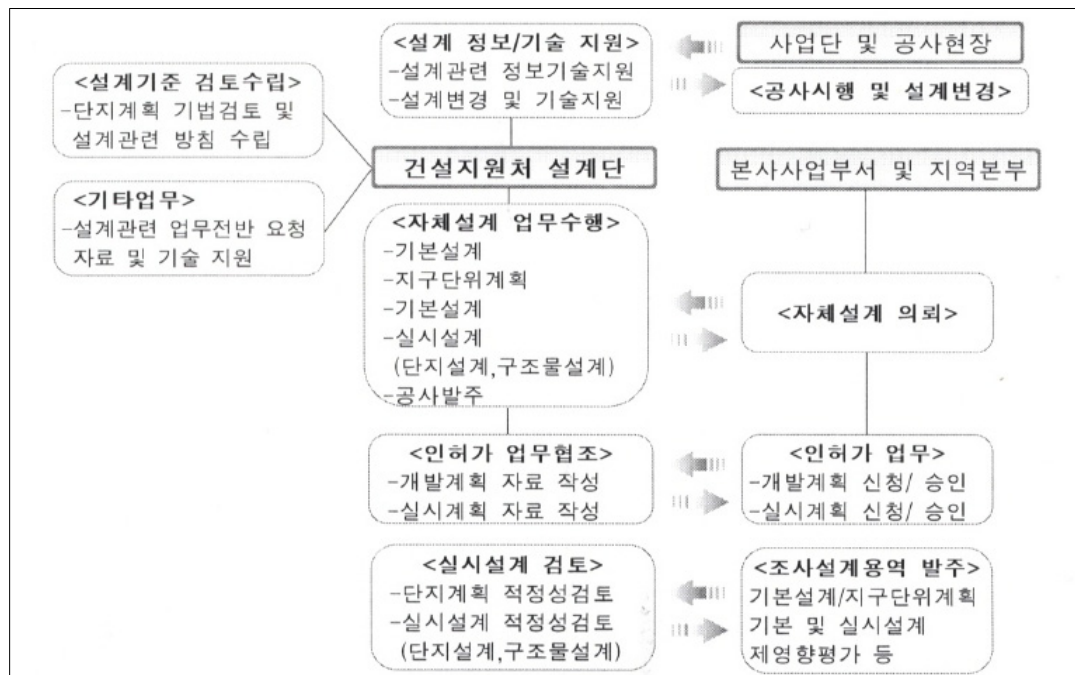 <설계 정보/기술 지원>
-설계관련 정보기술지원
-설계변경 및 기술지원
사업단 및 공사현장
<공사시행 및 설계변경>
<설계기준 검토수립>
-단지계획 기법검토 및
설계관련 방침 수립
건설지원처 설계단
본사사업부서 및 지역본부
<기타업무>
-설계관련 업무전반 요청
자료 및 기술 지원
<자체설계 업무수행>
-기본설계
-지구단위계획
-기본설계
-실시설계
(단지설계,구조물설계)
-공사발주
<자체설계 의뢰>
<인허가 업무협조>
-개발계획 자료 작성
-실시계획 자료 작성
<인허가 업무>
-개발계획 신청/ 승인
-실시계획 신청/ 승인
<실시설계 검토>
-단지계획 적정성검토
-실시설계 적정성검토
(단지설계,구조물설계)
<조사설계용역 발주>
기본설계/지구단위계획
기본 및 실시설계
제영향평가 등